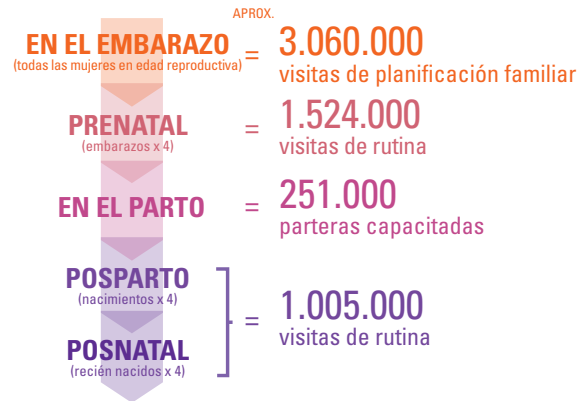 APROX.
EN EL EMBARAZO = 3.060.000
(todas las mujeres en edad reproductiva)
visitas de planificación familiar
PRENATAL = 1.524.000
(embarazos x 4)
visitas de rutina
EN EL PARTO = 251.000
parteras capacitadas
POSPARTO
(nacimientos x 4)
= 1.005.000
visitas de rutina
POSNATAL
(recién nacidos x 4)